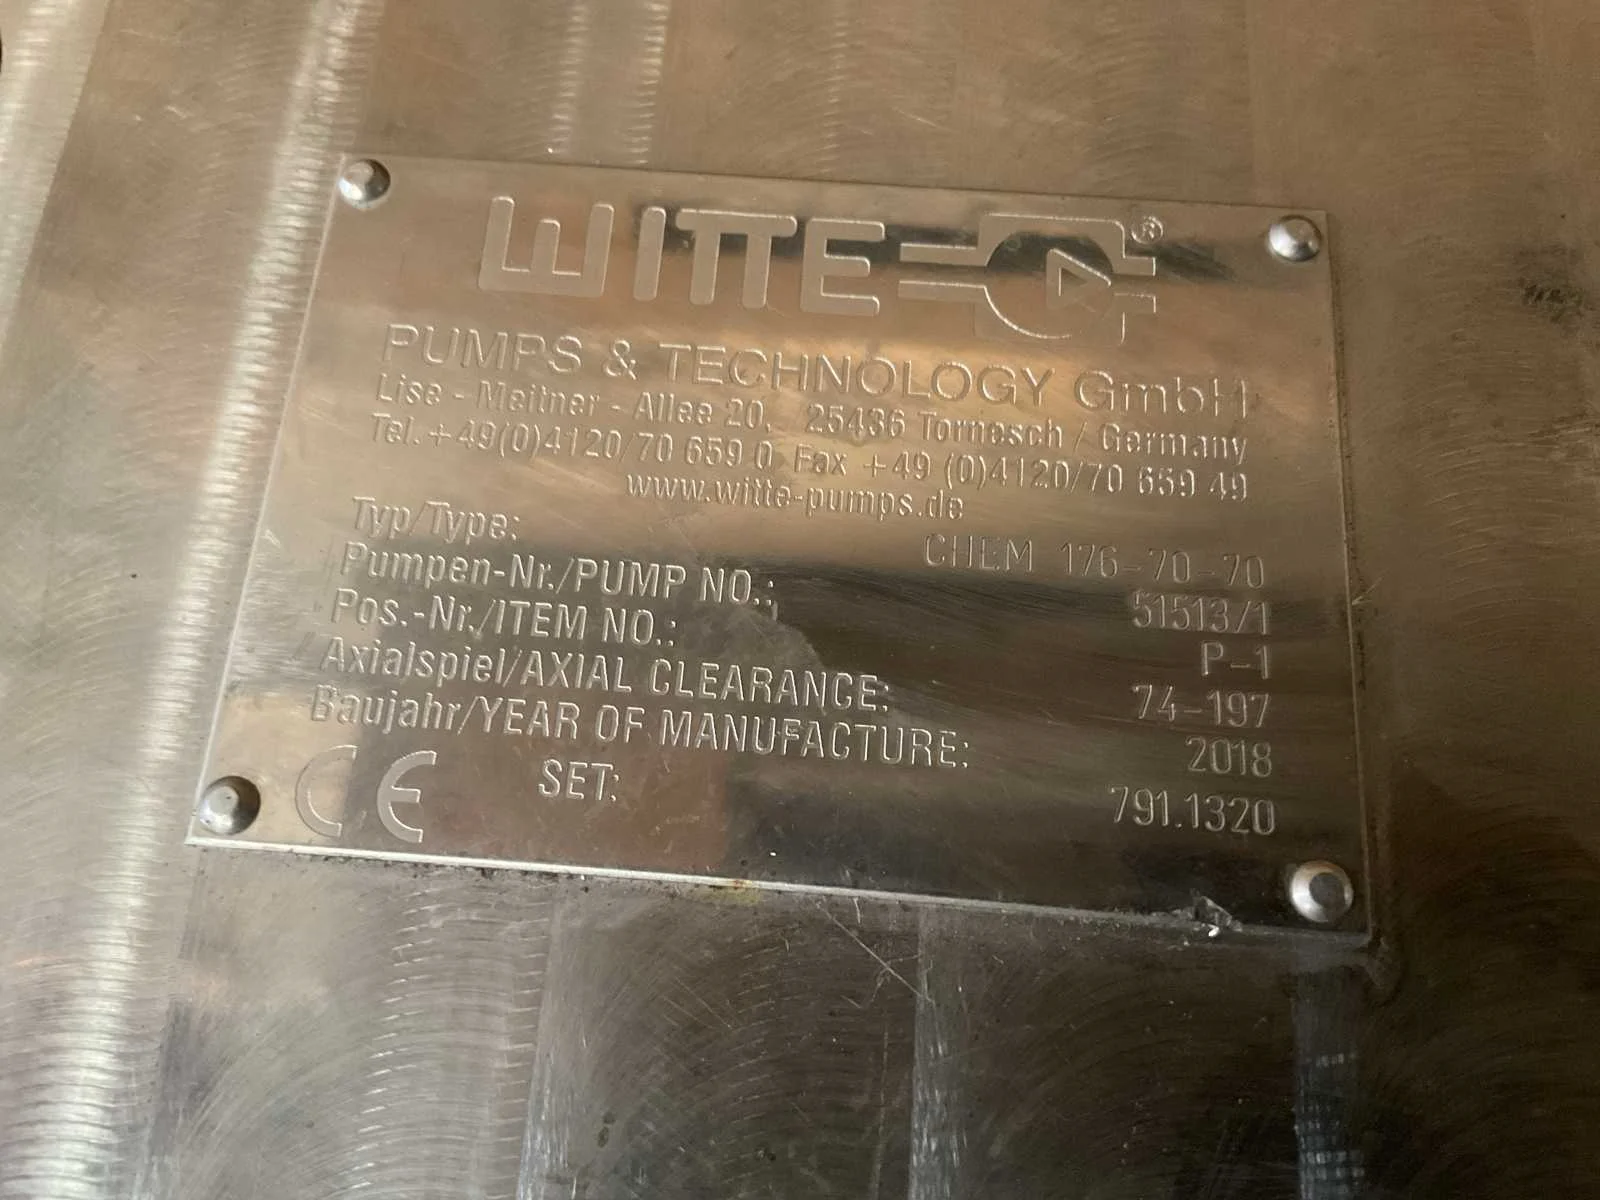 WITTE ®
PUMPS & TECHNOLOGY GmbH
Lise - Meitner - Allee 20, 25436 Tornesch / Germany
Tel. +49(0)4120/70 659 0 Fax +49 (0)4120/70 659 49
www.witte-pumps.de
Typ/Type: CHEM 176-70-70
Pumpen-Nr./PUMP NO.: 51513/1
Pos.-Nr./ITEM NO.: P-1
Axialspiel/AXIAL CLEARANCE: 74-197
Baujahr/YEAR OF MANUFACTURE: 2018
CE SET: 791.1320